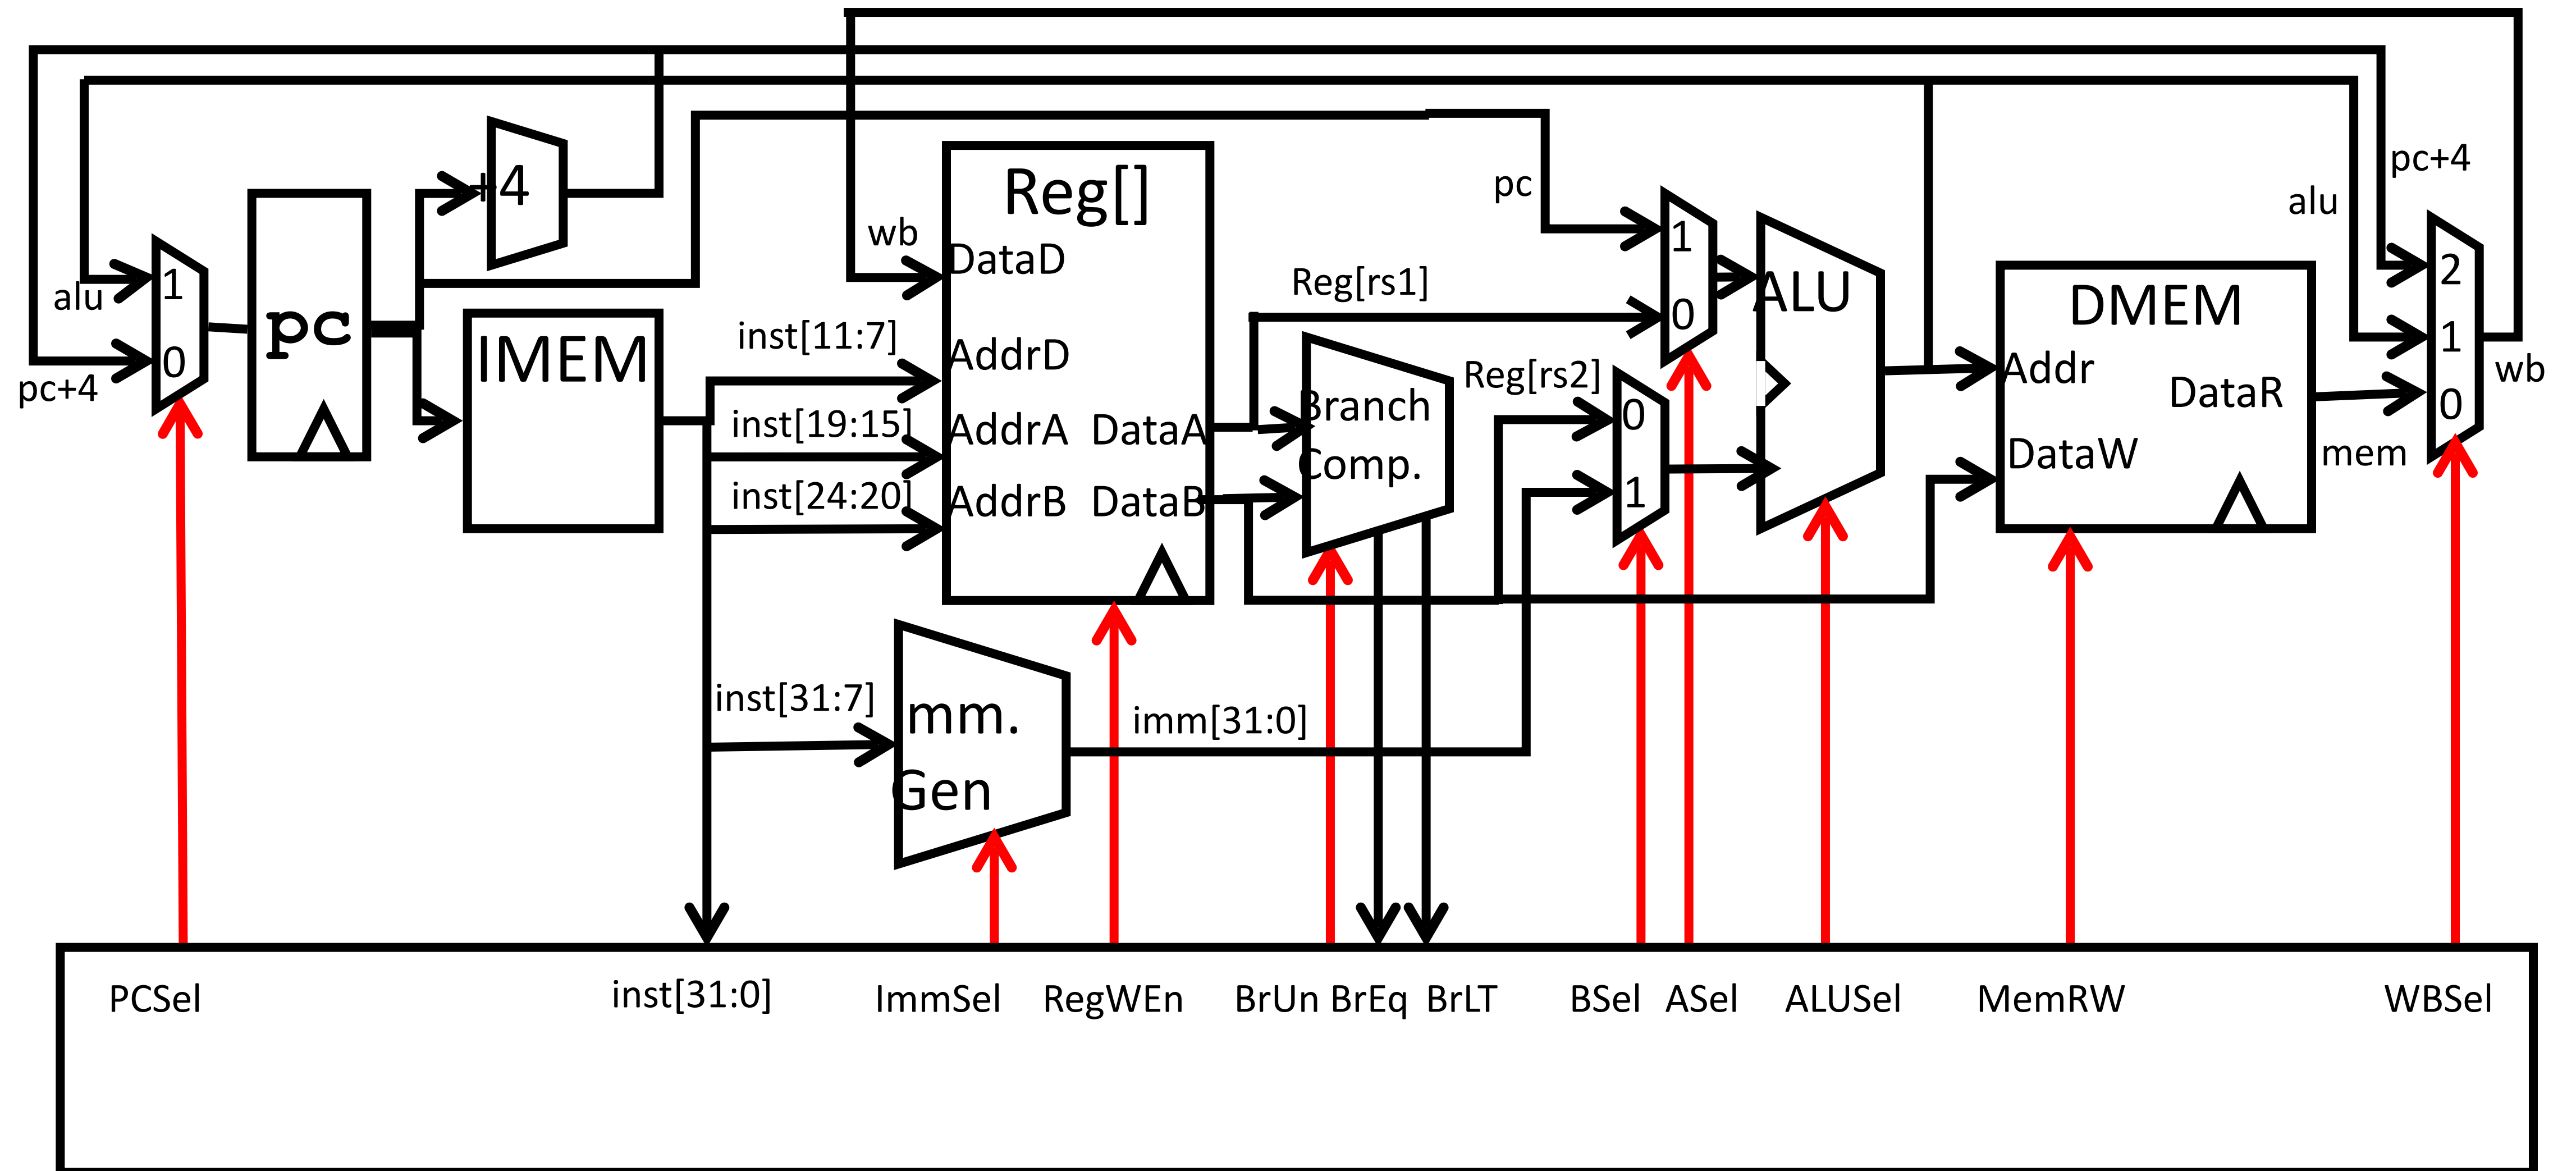 pc+4
alu
pc
wb
Reg[]
DataD
+4
alu
1
0
pc+4
pc
IMEM
inst[11:7]
AddrD
inst[19:15]
AddrA
DataA
inst[24:20]
AddrB
DataB
Reg[rs1]
1
0
ALU
Branch
Comp.
Reg[rs2]
0
1
DMEM
Addr
DataR
DataW
mem
2
1
0
wb
inst[31:7]
mm.
Gen
imm[31:0]
PCSel
inst[31:0]
ImmSel
RegWEn
BrUn
BrEq
BrLT
BSel
ASel
ALUSel
MemRW
WBSel